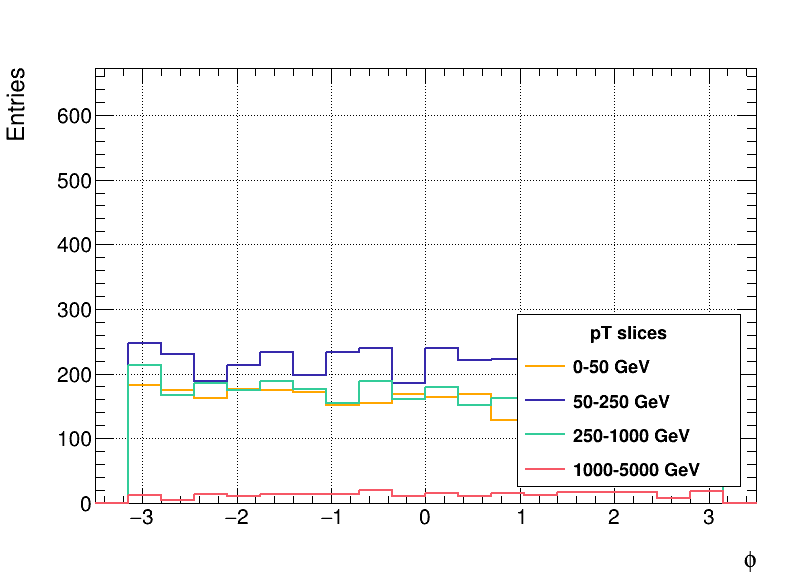 Entries
600
500
400
300
200
100
0
pT slices
0-50 GeV
50-250 GeV
250-1000 GeV
1000-5000 GeV
−3 −2 −1 0 1 2 3
ϕ